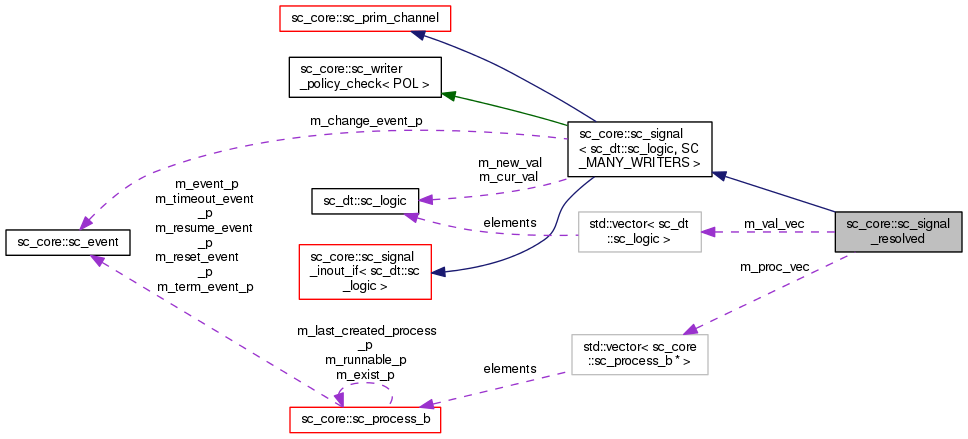 sc_core::sc_prim_channel
sc_core::sc_writer
_policy_check< POL >
m_change_event_p
sc_core::sc_signal
< sc_dt::sc_logic, SC
_MANY_WRITERS >
m_new_val
m_cur_val
m_event_p
m_timeout_event
_p
m_resume_event
_p
m_reset_event
_p
m_term_event_p
sc_dt::sc_logic
elements
std::vector< sc_dt
::sc_logic >
m_val_vec
sc_core::sc_signal
_resolved
sc_core::sc_event
sc_core::sc_signal
_inout_if< sc_dt::sc
_logic >
m_proc_vec
m_last_created_process
_p
m_runnable_p
m_exist_p
std::vector< sc_core
::sc_process_b * >
elements
sc_core::sc_process_b